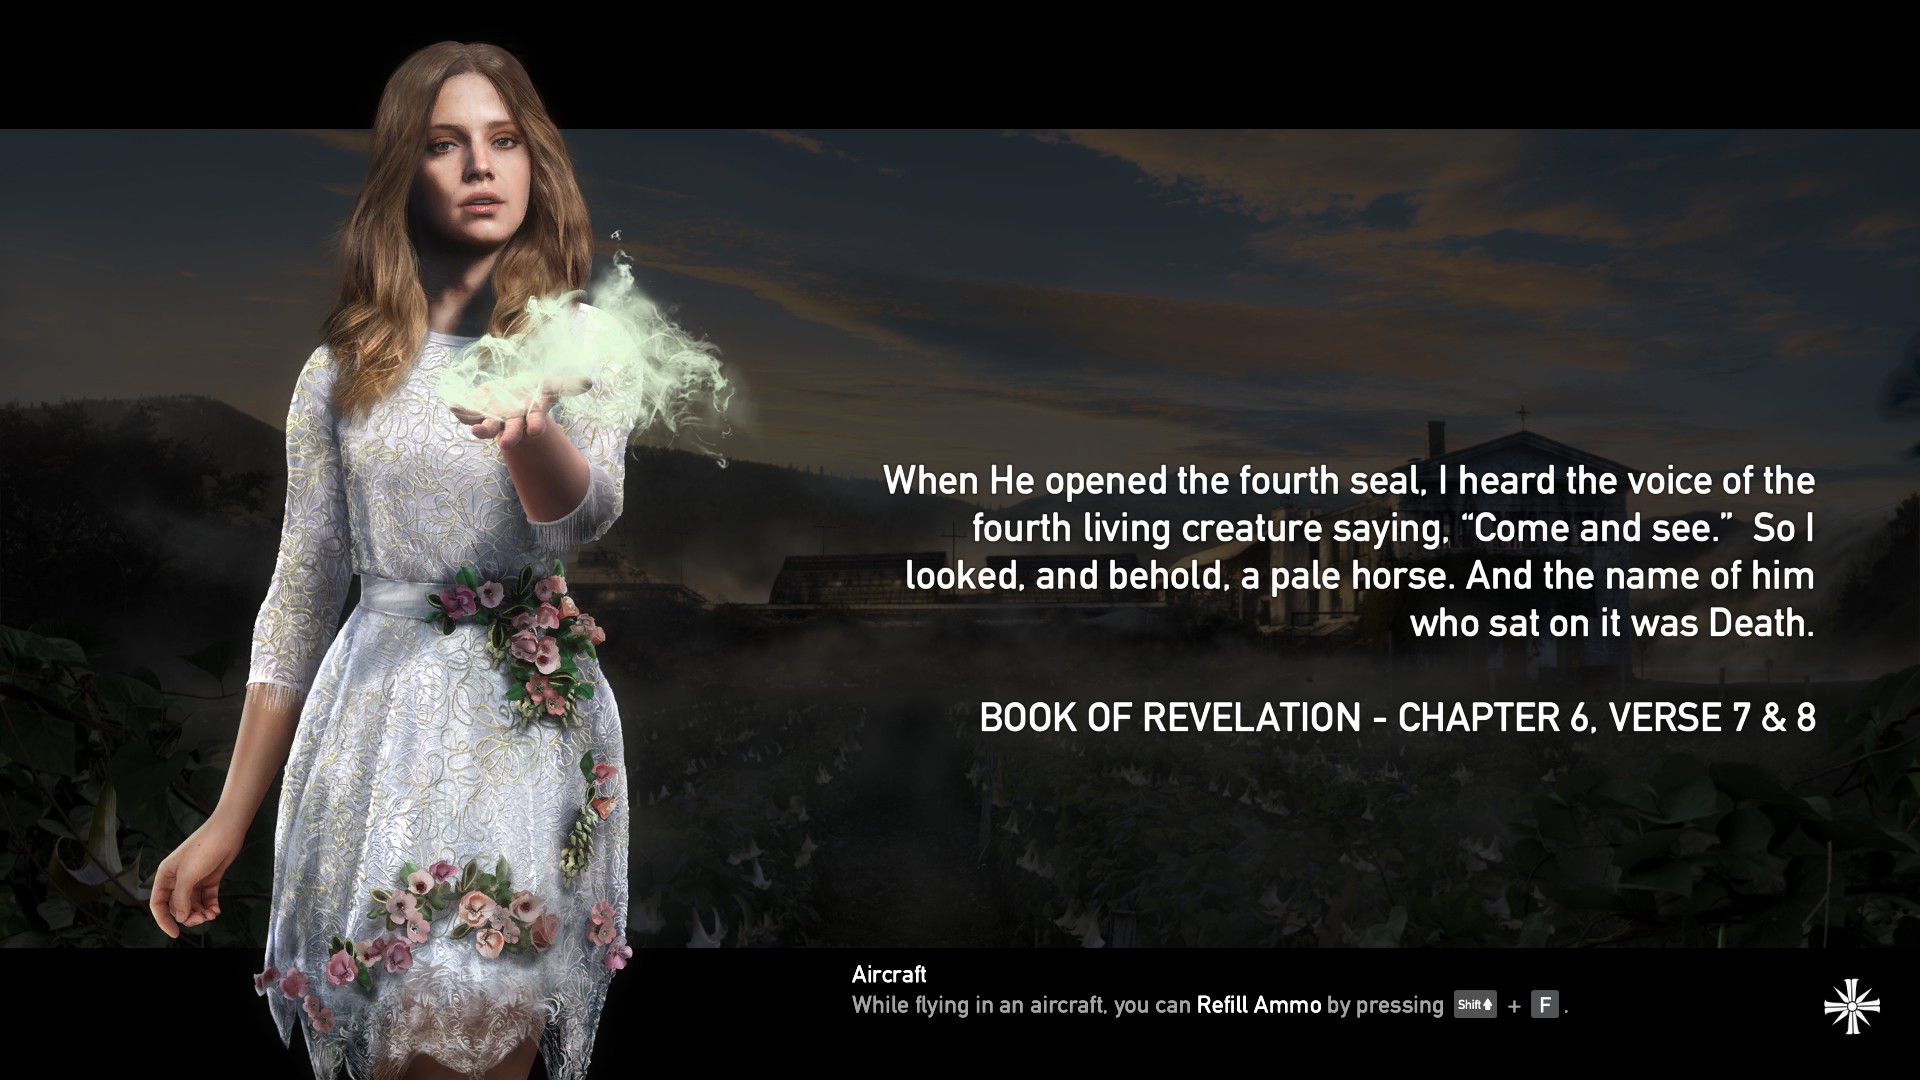 When He opened the fourth seal, I heard the voice of the
fourth living creature saying, “Come and see.”  So I
looked, and behold, a pale horse. And the name of him
who sat on it was Death.
BOOK OF REVELATION - CHAPTER 6, VERSE 7 & 8
Aircraft
While flying in an aircraft, you can Refill Ammo by pressing Shift + F .